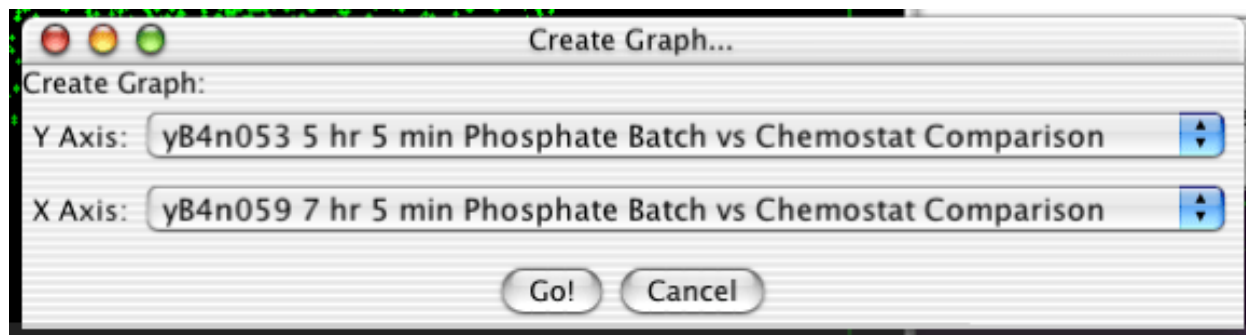 Create Graph...
Create Graph:
Y Axis: yB4n053 5 hr 5 min Phosphate Batch vs Chemostat Comparison
X Axis: yB4n059 7 hr 5 min Phosphate Batch vs Chemostat Comparison
Go! Cancel